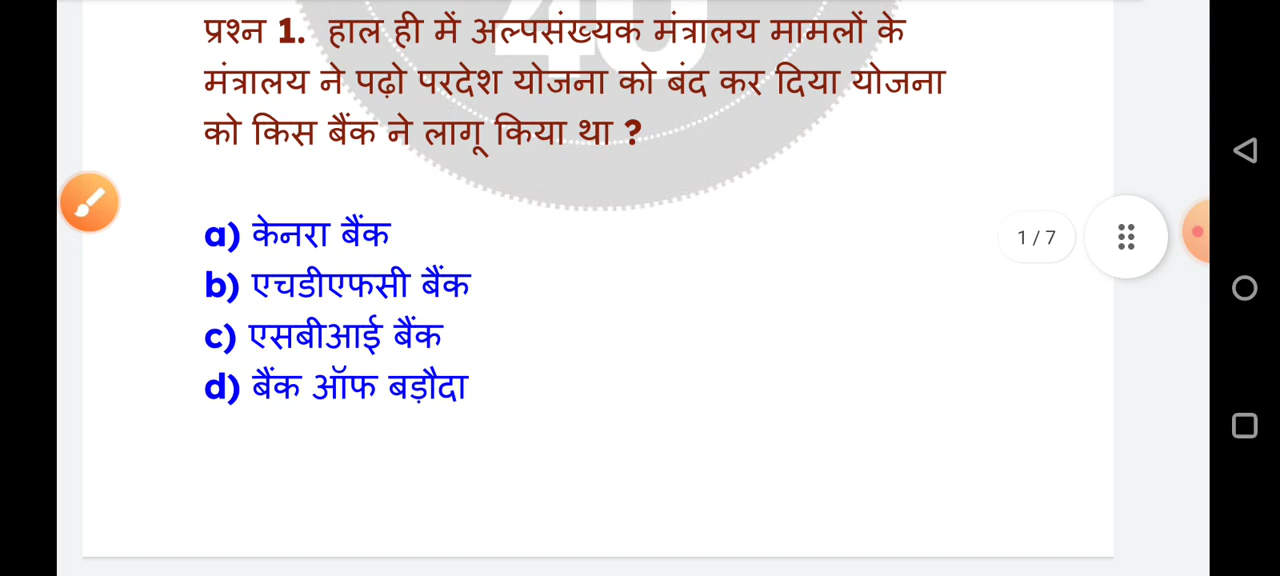 प्रश्न 1. हाल ही में अल्पसंख्यक मंत्रालय मामलों के
मंत्रालय ने पढ़ो परदेश योजना को बंद कर दिया योजना
को किस बैंक ने लागू किया था ?
a) केनरा बैंक
1/7
b) एचडीएफसी बैंक
c) एसबीआई बैंक
d) बैंक ऑफ बड़ौदा